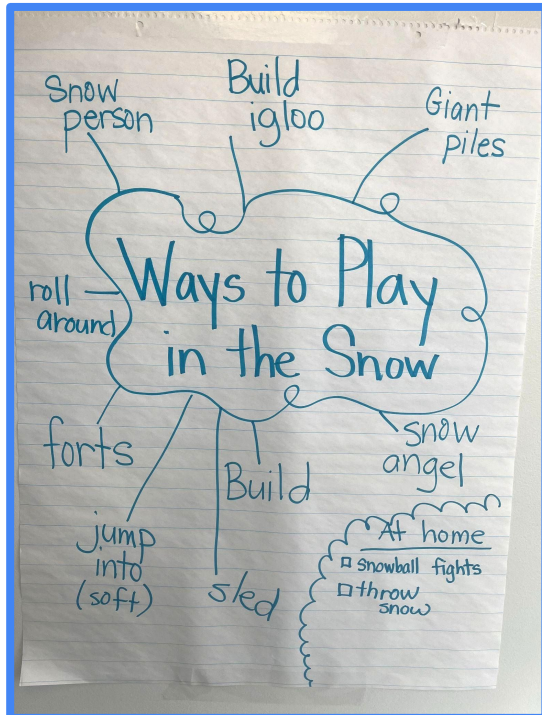 Snow
person
Build
igloo
Giant
piles
Ways to Play
in the Snow
roll
around
forts
jump
into
(soft)
sled
Build
snow
angel
At home
snowball fights
throw
snow